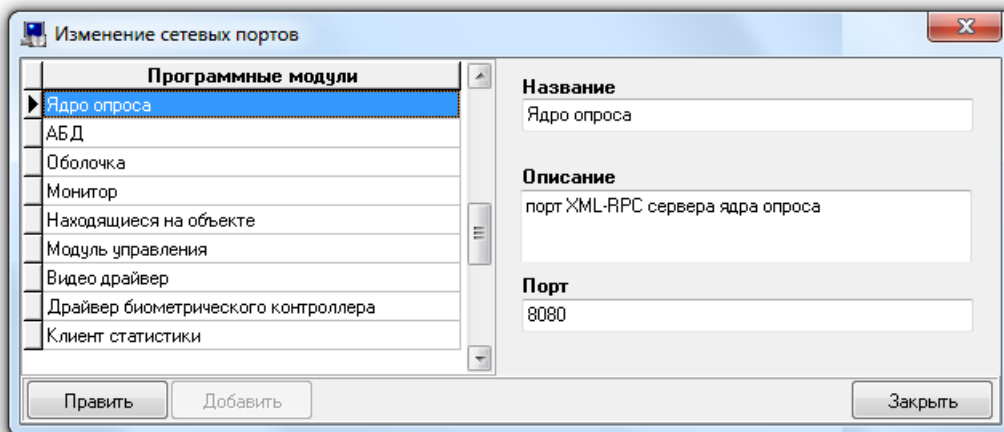 Изменение сетевых портов
Программные модули
Ядро опроса
АБД
Оболочка
Монитор
Находящиеся на объекте
Модуль управления
Видео драйвер
Драйвер биометрического контроллера
Клиент статистики
Название
Ядро опроса
Описание
порт XML-RPC сервера ядра опроса
Порт
8080
Править
Добавить
Закрыть